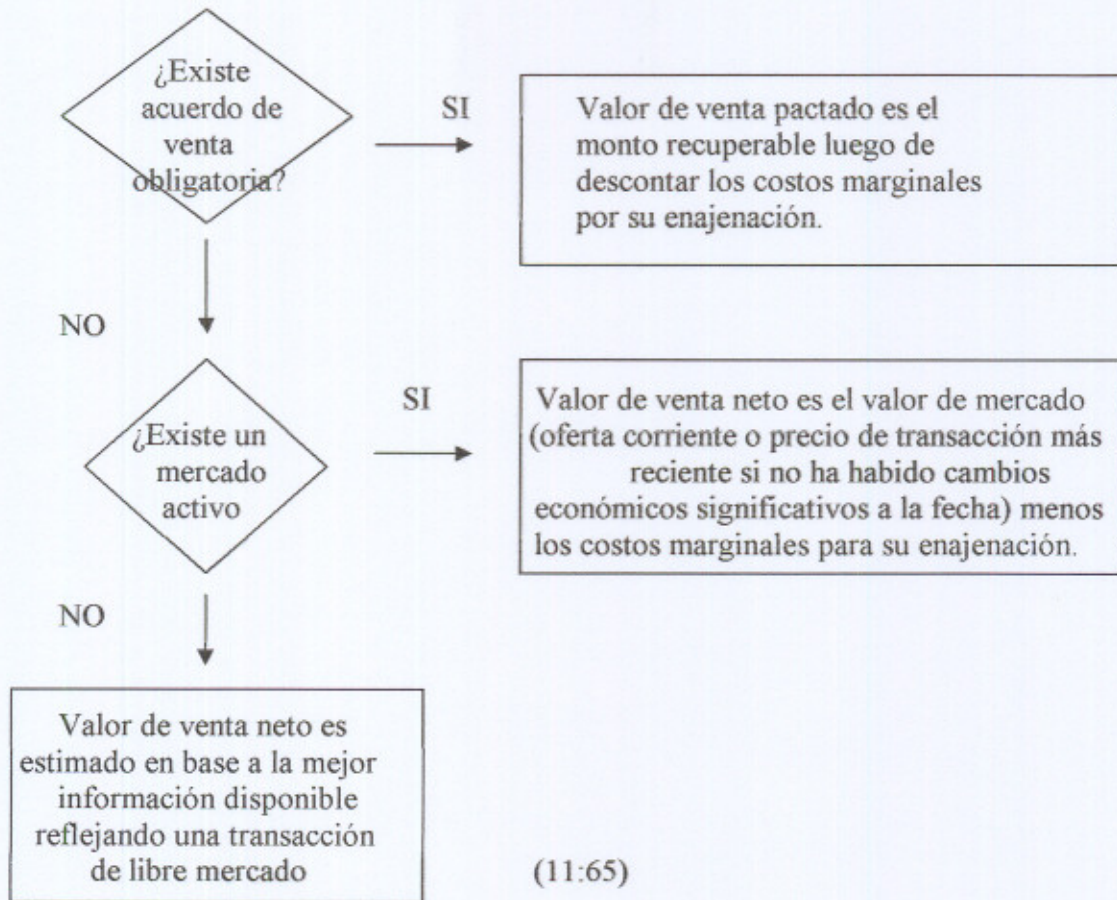 ¿Existe
acuerdo de
venta
obligatoria?
SI
Valor de venta pactado es el
monto recuperable luego de
descontar los costos marginales
por su enajenación.
NO
¿Existe un
mercado
activo
SI
Valor de venta neto es el valor de mercado
(oferta corriente o precio de transacción más
reciente si no ha habido cambios
económicos significativos a la fecha) menos
los costos marginales para su enajenación.
NO
Valor de venta neto es
estimado en base a la mejor
información disponible
reflejando una transacción
de libre mercado
(11:65)